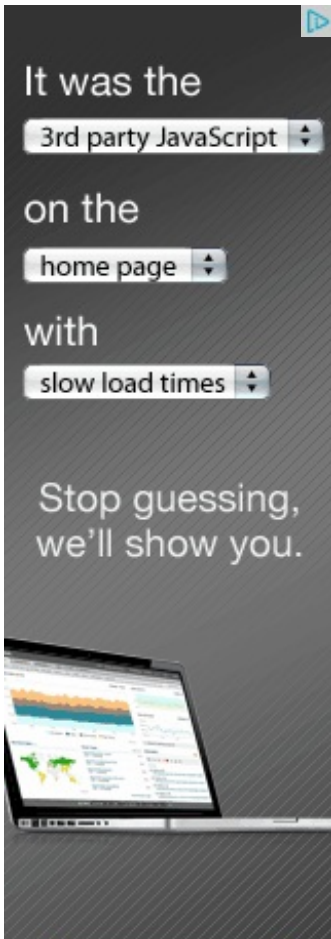 It was the
3rd party JavaScript
on the
home page
with
slow load times
Stop guessing,
we'll show you.